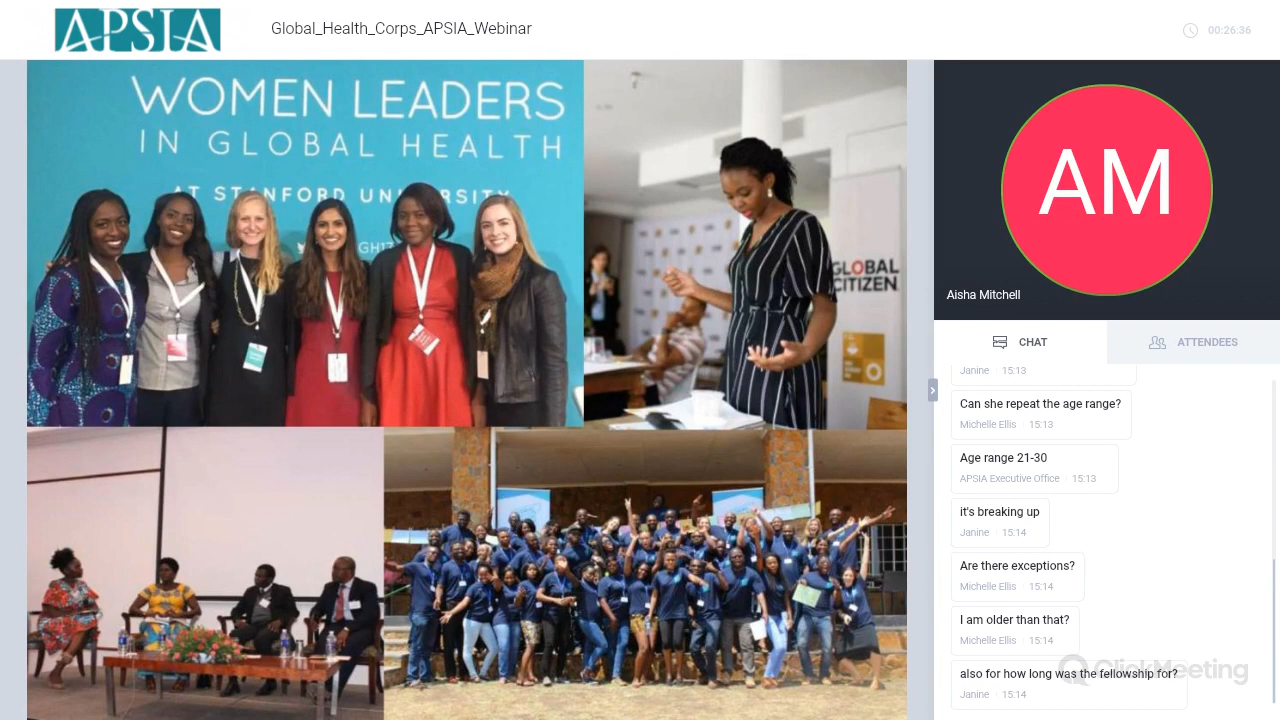 APSIA
Global_Health_Corps_APSIA_Webinar
00:26:36
WOMEN LEADERS
IN GLOBAL HEALTH
AT STANFORD UNIVERSITY
GH17
GLOBAL
CITIZEN
AM
Aisha Mitchell
CHAT
ATTENDEES
Janine 15:13
Can she repeat the age range?
Michelle Ellis 15:13
Age range 21-30
APSIA Executive Office 15:13
it's breaking up
Janine 15:14
Are there exceptions?
Michelle Ellis 15:14
I am older than that?
Michelle Ellis 15:14
also for how long was the fellowship for?
Janine 15:14
ClickMeeting